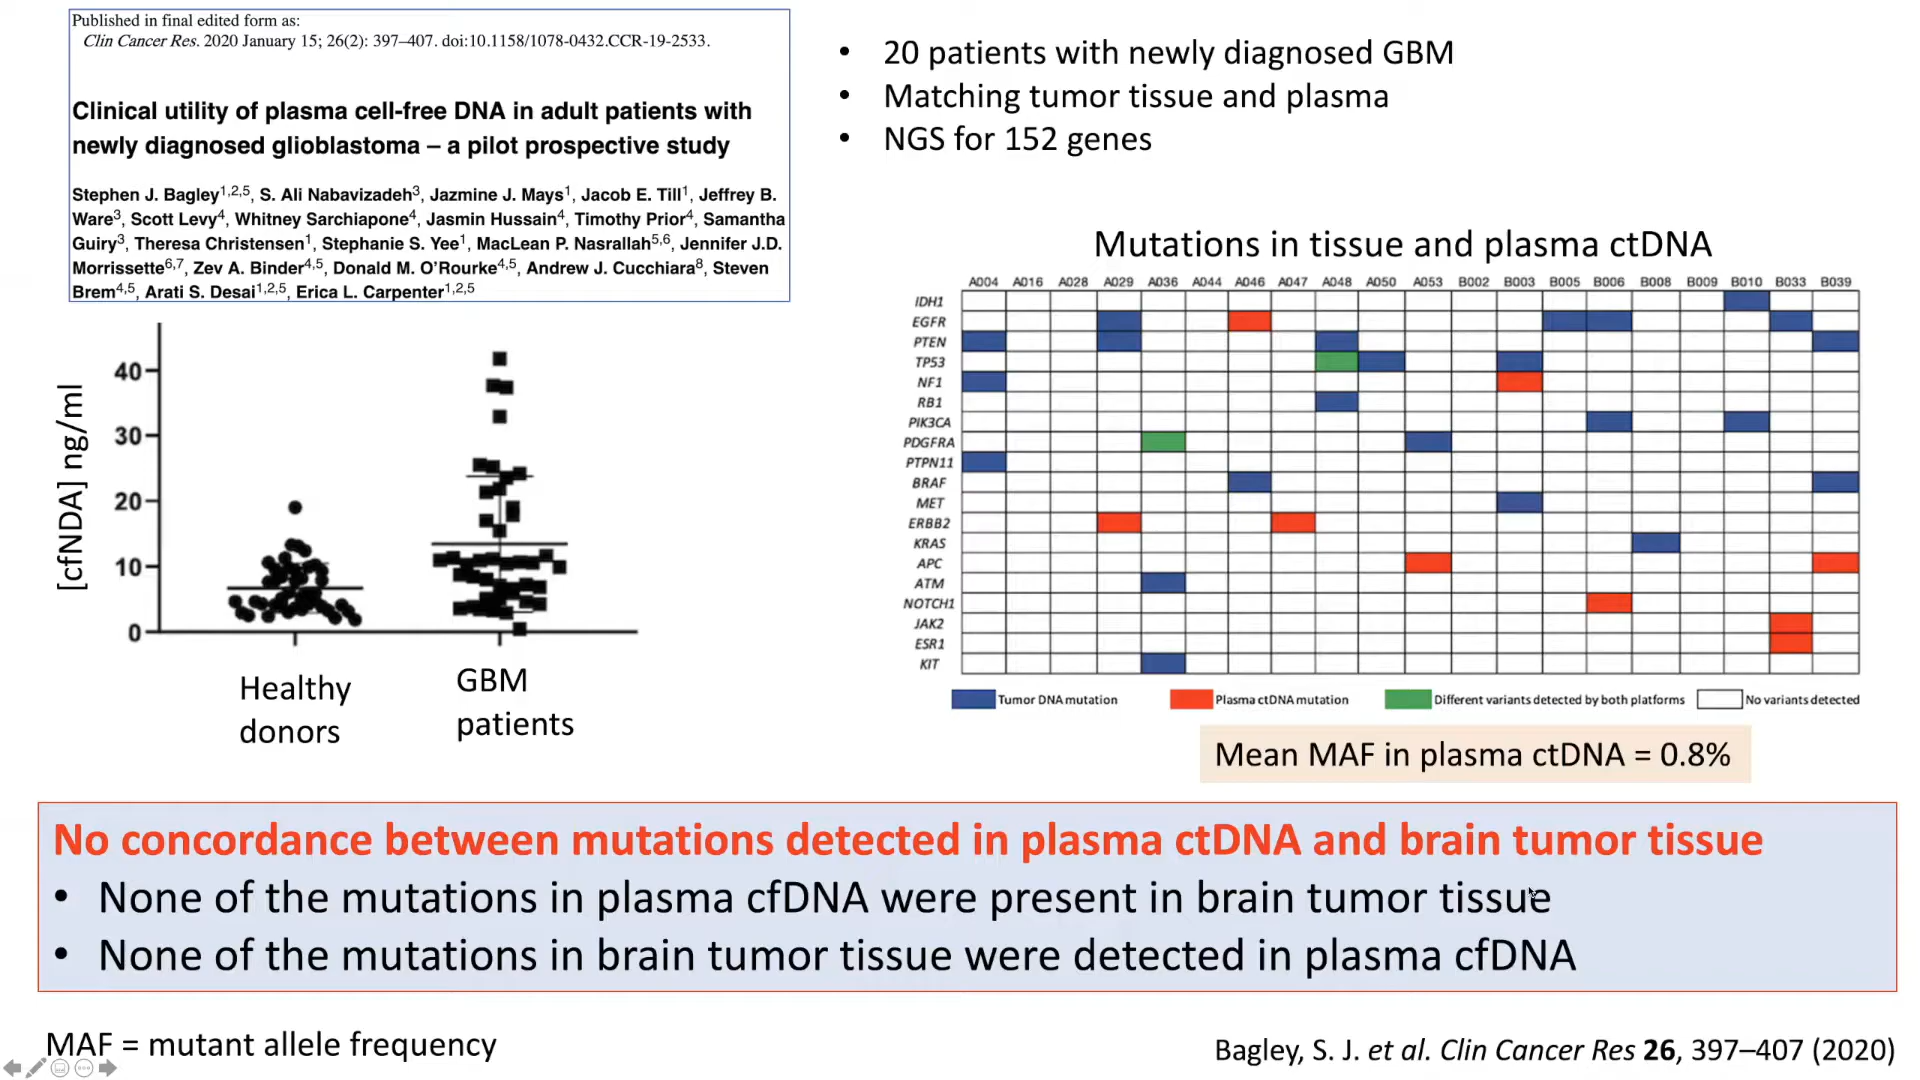 Published in final edited form as:
Clin Cancer Res. 2020 January 15; 26(2): 397–407. doi:10.1158/1078-0432.CCR-19-2533.
Clinical utility of plasma cell-free DNA in adult patients with
newly diagnosed glioblastoma – a pilot prospective study
Stephen J. Bagley1,2,5, S. Ali Nabavizadeh3, Jazmine J. Mays1, Jacob E. Till1, Jeffrey B.
Ware3, Scott Levy4, Whitney Sarchiapone4, Jasmin Hussain4, Timothy Prior4, Samantha
Guiry3, Theresa Christensen1, Stephanie S. Yee1, MacLean P. Nasrallah5,6, Jennifer J.D.
Morrissette6,7, Zev A. Binder4,5, Donald M. O'Rourke4,5, Andrew J. Cucchiara8, Steven
Brem4,5, Arati S. Desai1,2,5, Erica L. Carpenter1,2,5
• 20 patients with newly diagnosed GBM
• Matching tumor tissue and plasma
• NGS for 152 genes
[cfNDA] ng/ml
40
30
20
10
0
Healthy
donors
GBM
patients
Mutations in tissue and plasma ctDNA
A004 A016 A028 A029 A036 A044 A046 A047 A048 A050 A053 B002 B003 B005 B006 B008 B009 B010 B033 B039
IDH1
EGFR
PTEN
TP53
NF1
RB1
PIK3CA
PDGFRA
PTPN11
BRAF
MET
ERBB2
KRAS
APC
ATM
NOTCH1
JAK2
ESR1
KIT
Tumor DNA mutation Plasma ctDNA mutation Different variants detected by both platforms No variants detected
Mean MAF in plasma ctDNA = 0.8%
No concordance between mutations detected in plasma ctDNA and brain tumor tissue
• None of the mutations in plasma cfDNA were present in brain tumor tissue
• None of the mutations in brain tumor tissue were detected in plasma cfDNA
MAF = mutant allele frequency
Bagley, S. J. et al. Clin Cancer Res 26, 397–407 (2020)